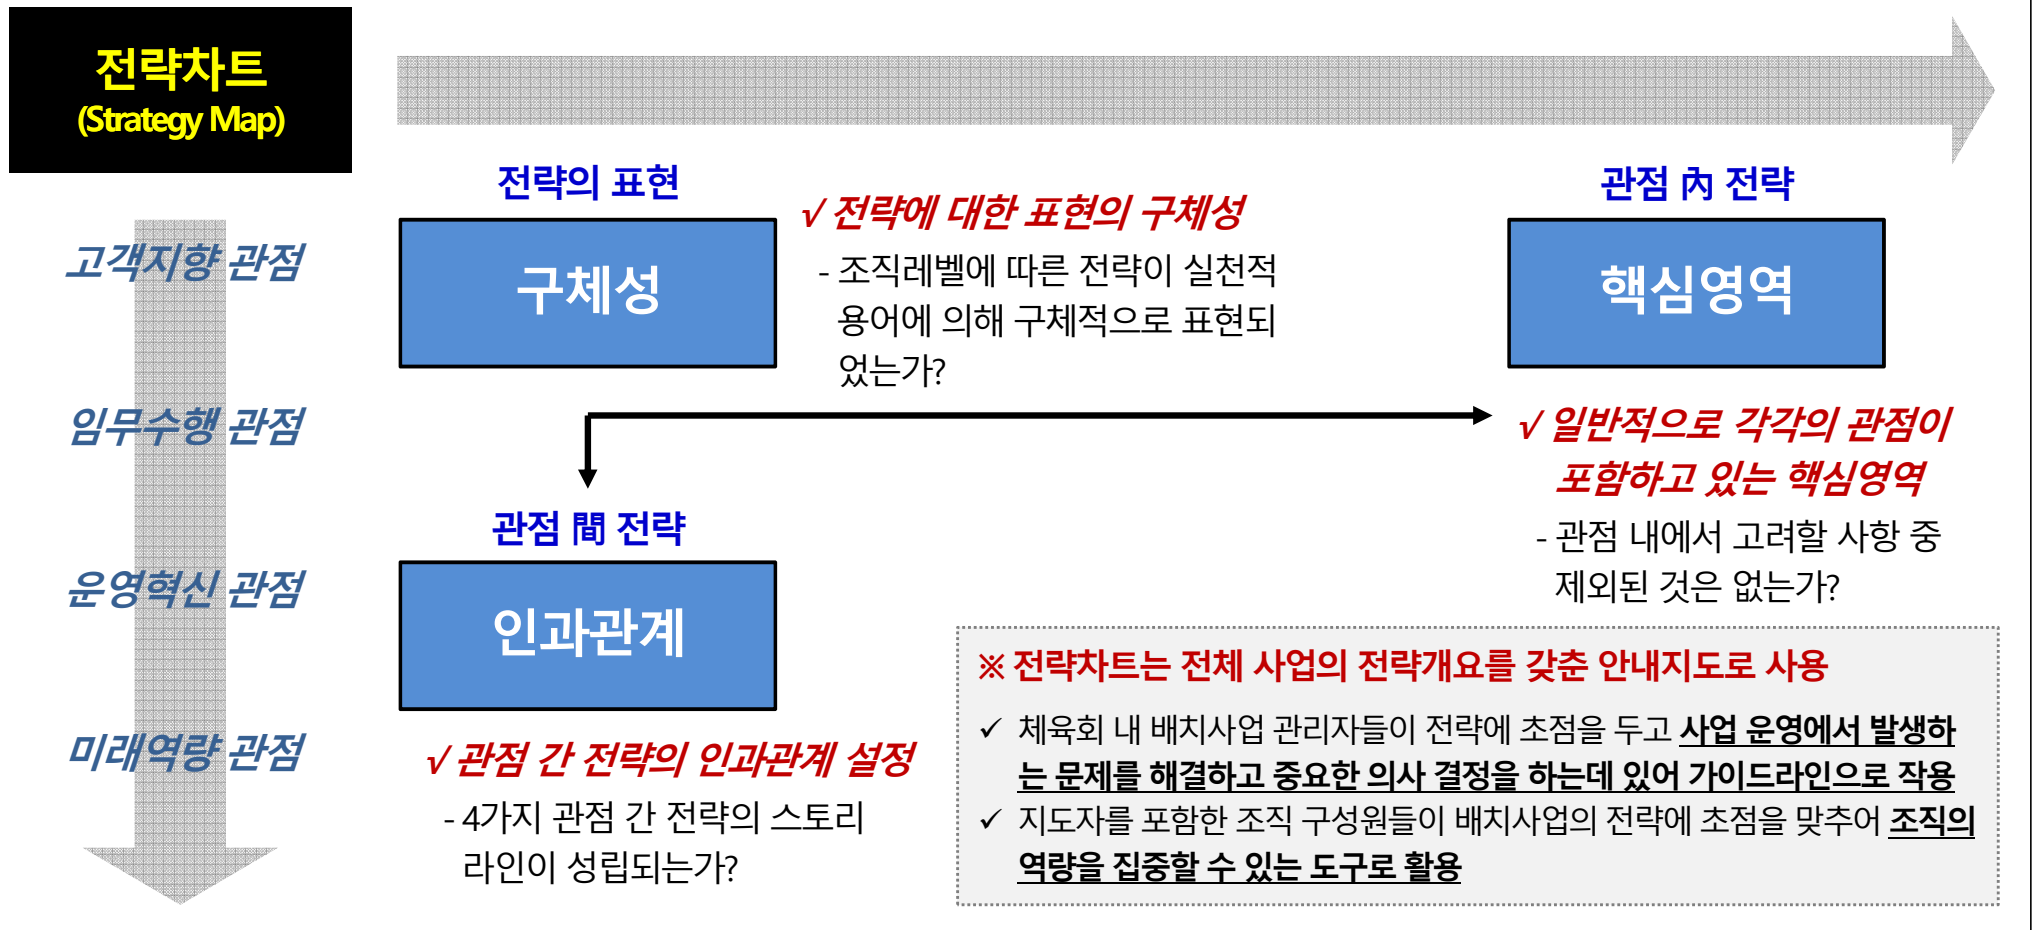 전략차트
(Strategy Map)
고객지향 관점
임무수행 관점
운영혁신 관점
미래역량 관점
전략의 표현
구체성
√ 전략에 대한 표현의 구체성
- 조직레벨에 따른 전략이 실천적
용어에 의해 구체적으로 표현되
었는가?
관점 內 전략
핵심영역
√ 일반적으로 각각의 관점이
포함하고 있는 핵심영역
- 관점 내에서 고려할 사항 중
제외된 것은 없는가?
관점 間 전략
인과관계
√ 관점 간 전략의 인과관계 설정
- 4가지 관점 간 전략의 스토리
라인이 성립되는가?
※ 전략차트는 전체 사업의 전략개요를 갖춘 안내지도로 사용
✓ 체육회 내 배치사업 관리자들이 전략에 초점을 두고 사업 운영에서 발생하
는 문제를 해결하고 중요한 의사 결정을 하는데 있어 가이드라인으로 작용
✓ 지도자를 포함한 조직 구성원들이 배치사업의 전략에 초점을 맞추어 조직의
역량을 집중할 수 있는 도구로 활용